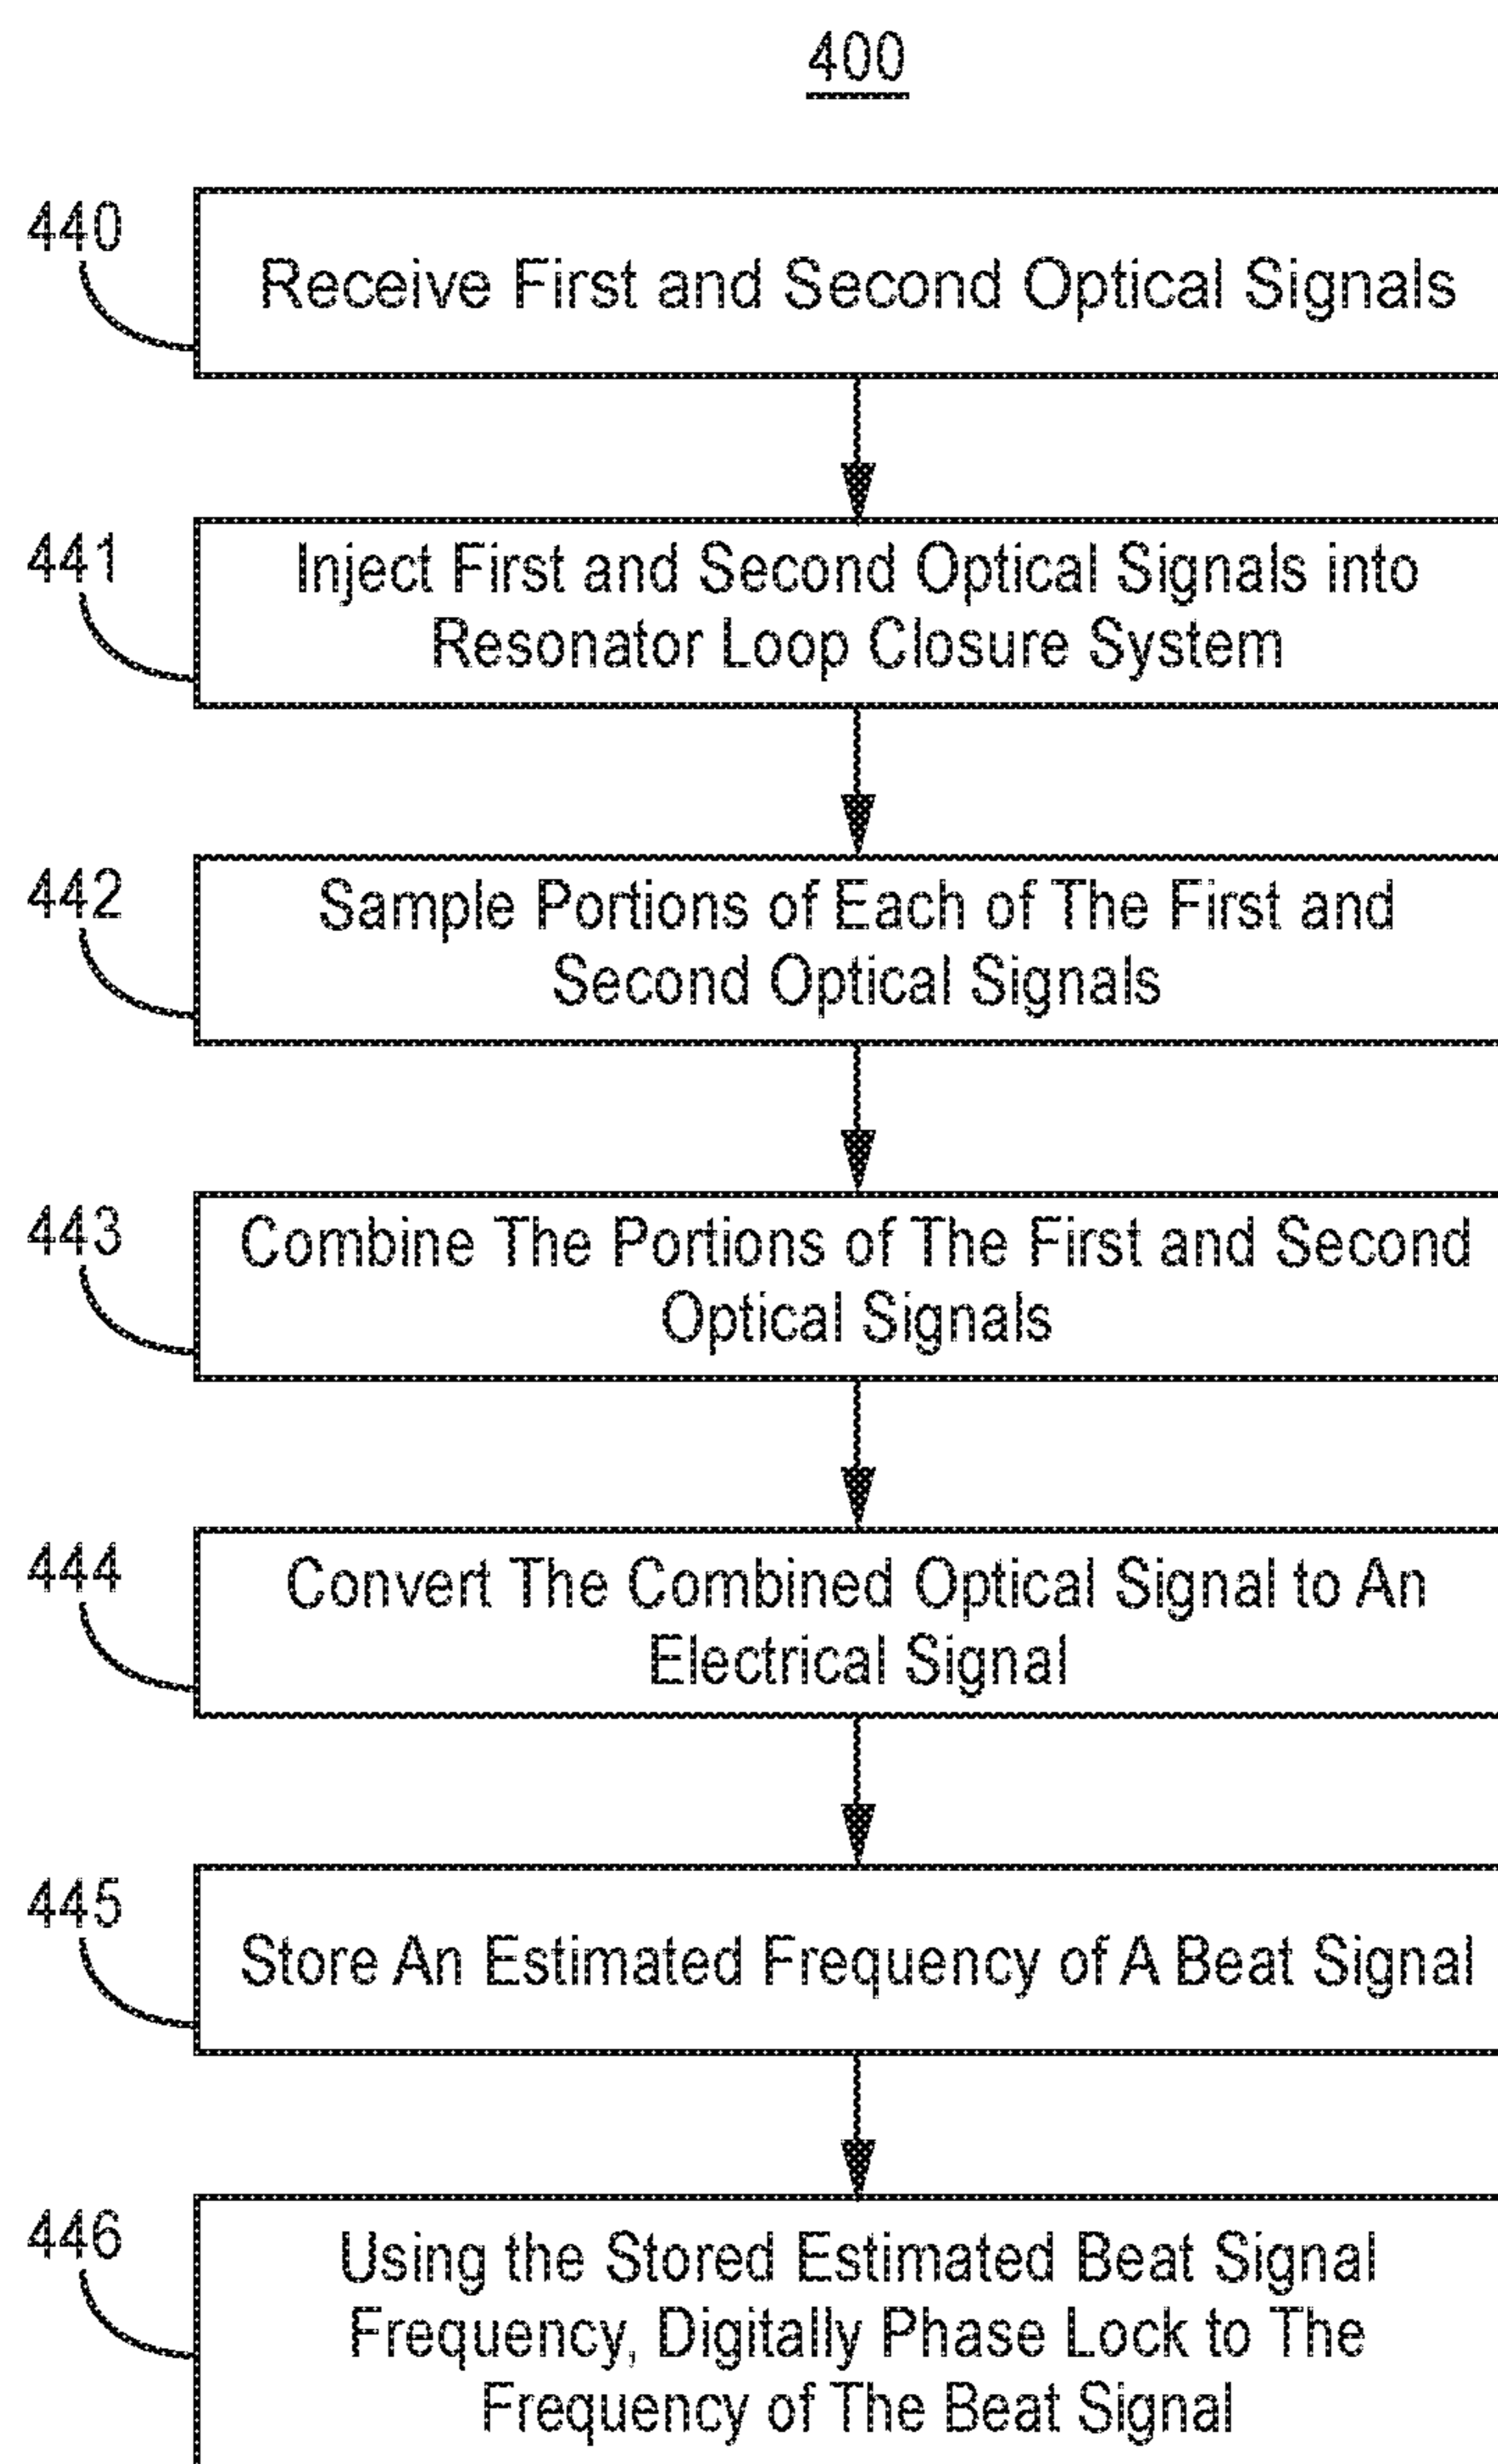 400
440
Receive First and Second Optical Signals
441
Inject First and Second Optical Signals into
Resonator Loop Closure System
442
Sample Portions of Each of The First and
Second Optical Signals
443
Combine The Portions of The First and Second
Optical Signals
444
Convert The Combined Optical Signal to An
Electrical Signal
445
Store An Estimated Frequency of A Beat Signal
446
Using the Stored Estimated Beat Signal
Frequency, Digitally Phase Lock to The
Frequency of The Beat Signal